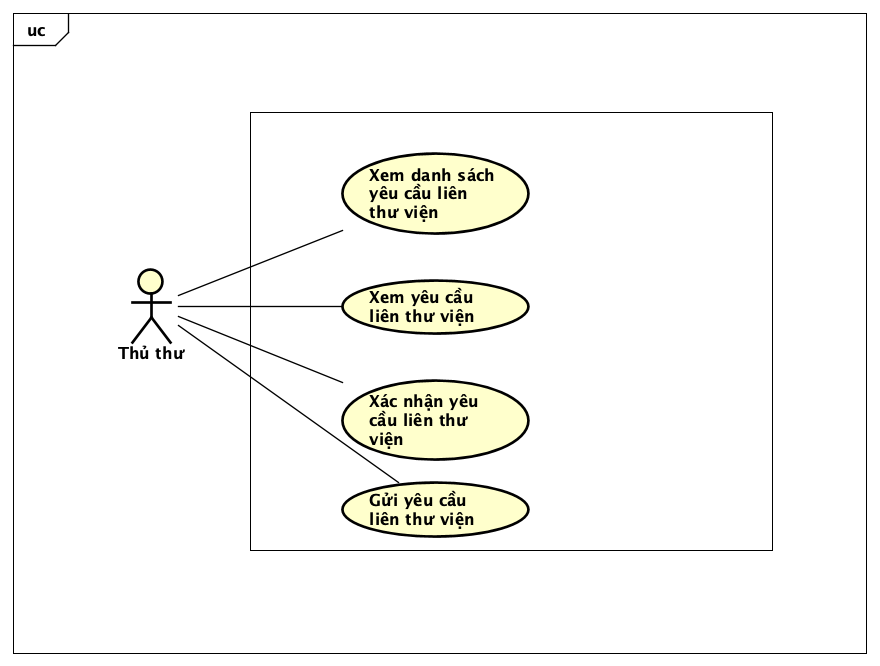 uc
Xem danh sách
yêu cầu liên
thư viện
Xem yêu cầu
liên thư viện
Thủ thư
Xác nhận yêu
cầu liên thư
viện
Gửi yêu cầu
liên thư viện